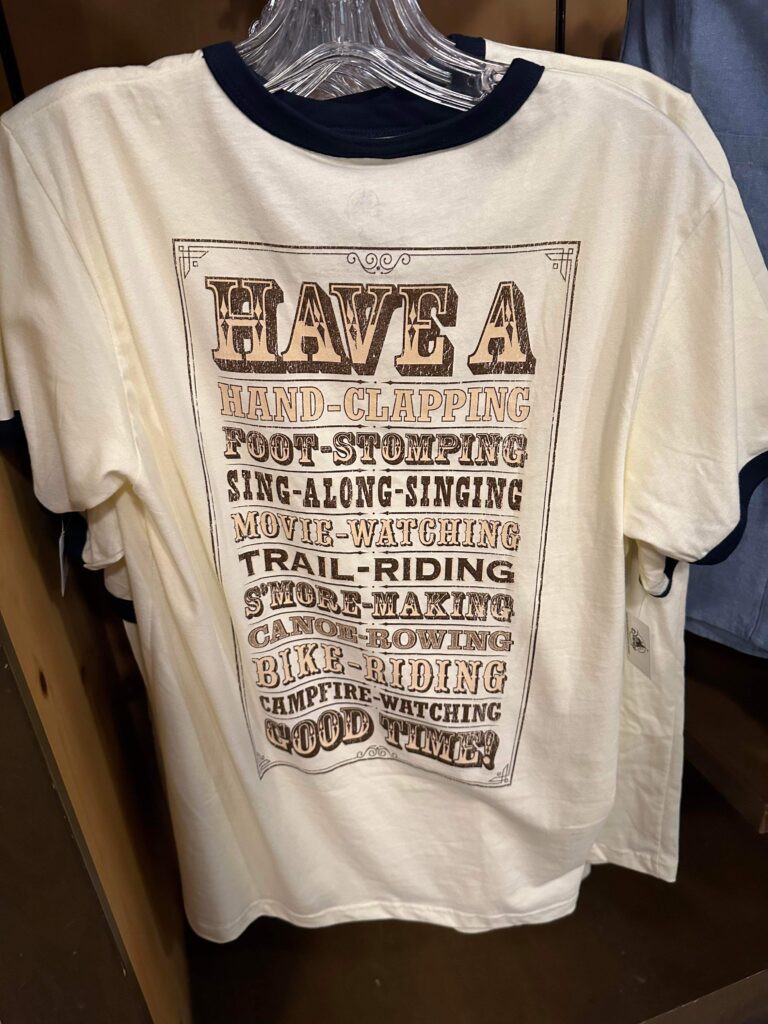 HAVE A
HAND-CLAPPING
FOOT-STOMPING
SING-ALONG-SINGING
MOVIE-WATCHING
TRAIL-RIDING
S'MORE-MAKING
CANOE-ROWING
BIKE-RIDING
CAMPFIRE-WATCHING
GOOD TIME!